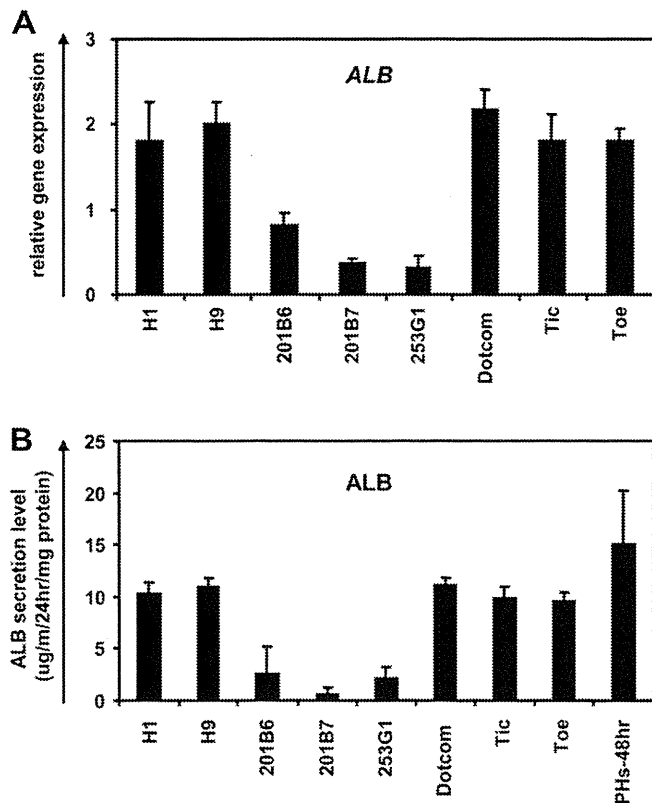 A
relative gene expression
3
2
1
0
ALB
H1
H9
201B6
201B7
253G1
Dotcom
Tic
Toe
B
ALB secretion level
(ug/m/24hr/mg protein)
25
20
15
10
5
0
ALB
H1
H9
201B6
201B7
253G1
Dotcom
Tic
Toe
PHs-48hr